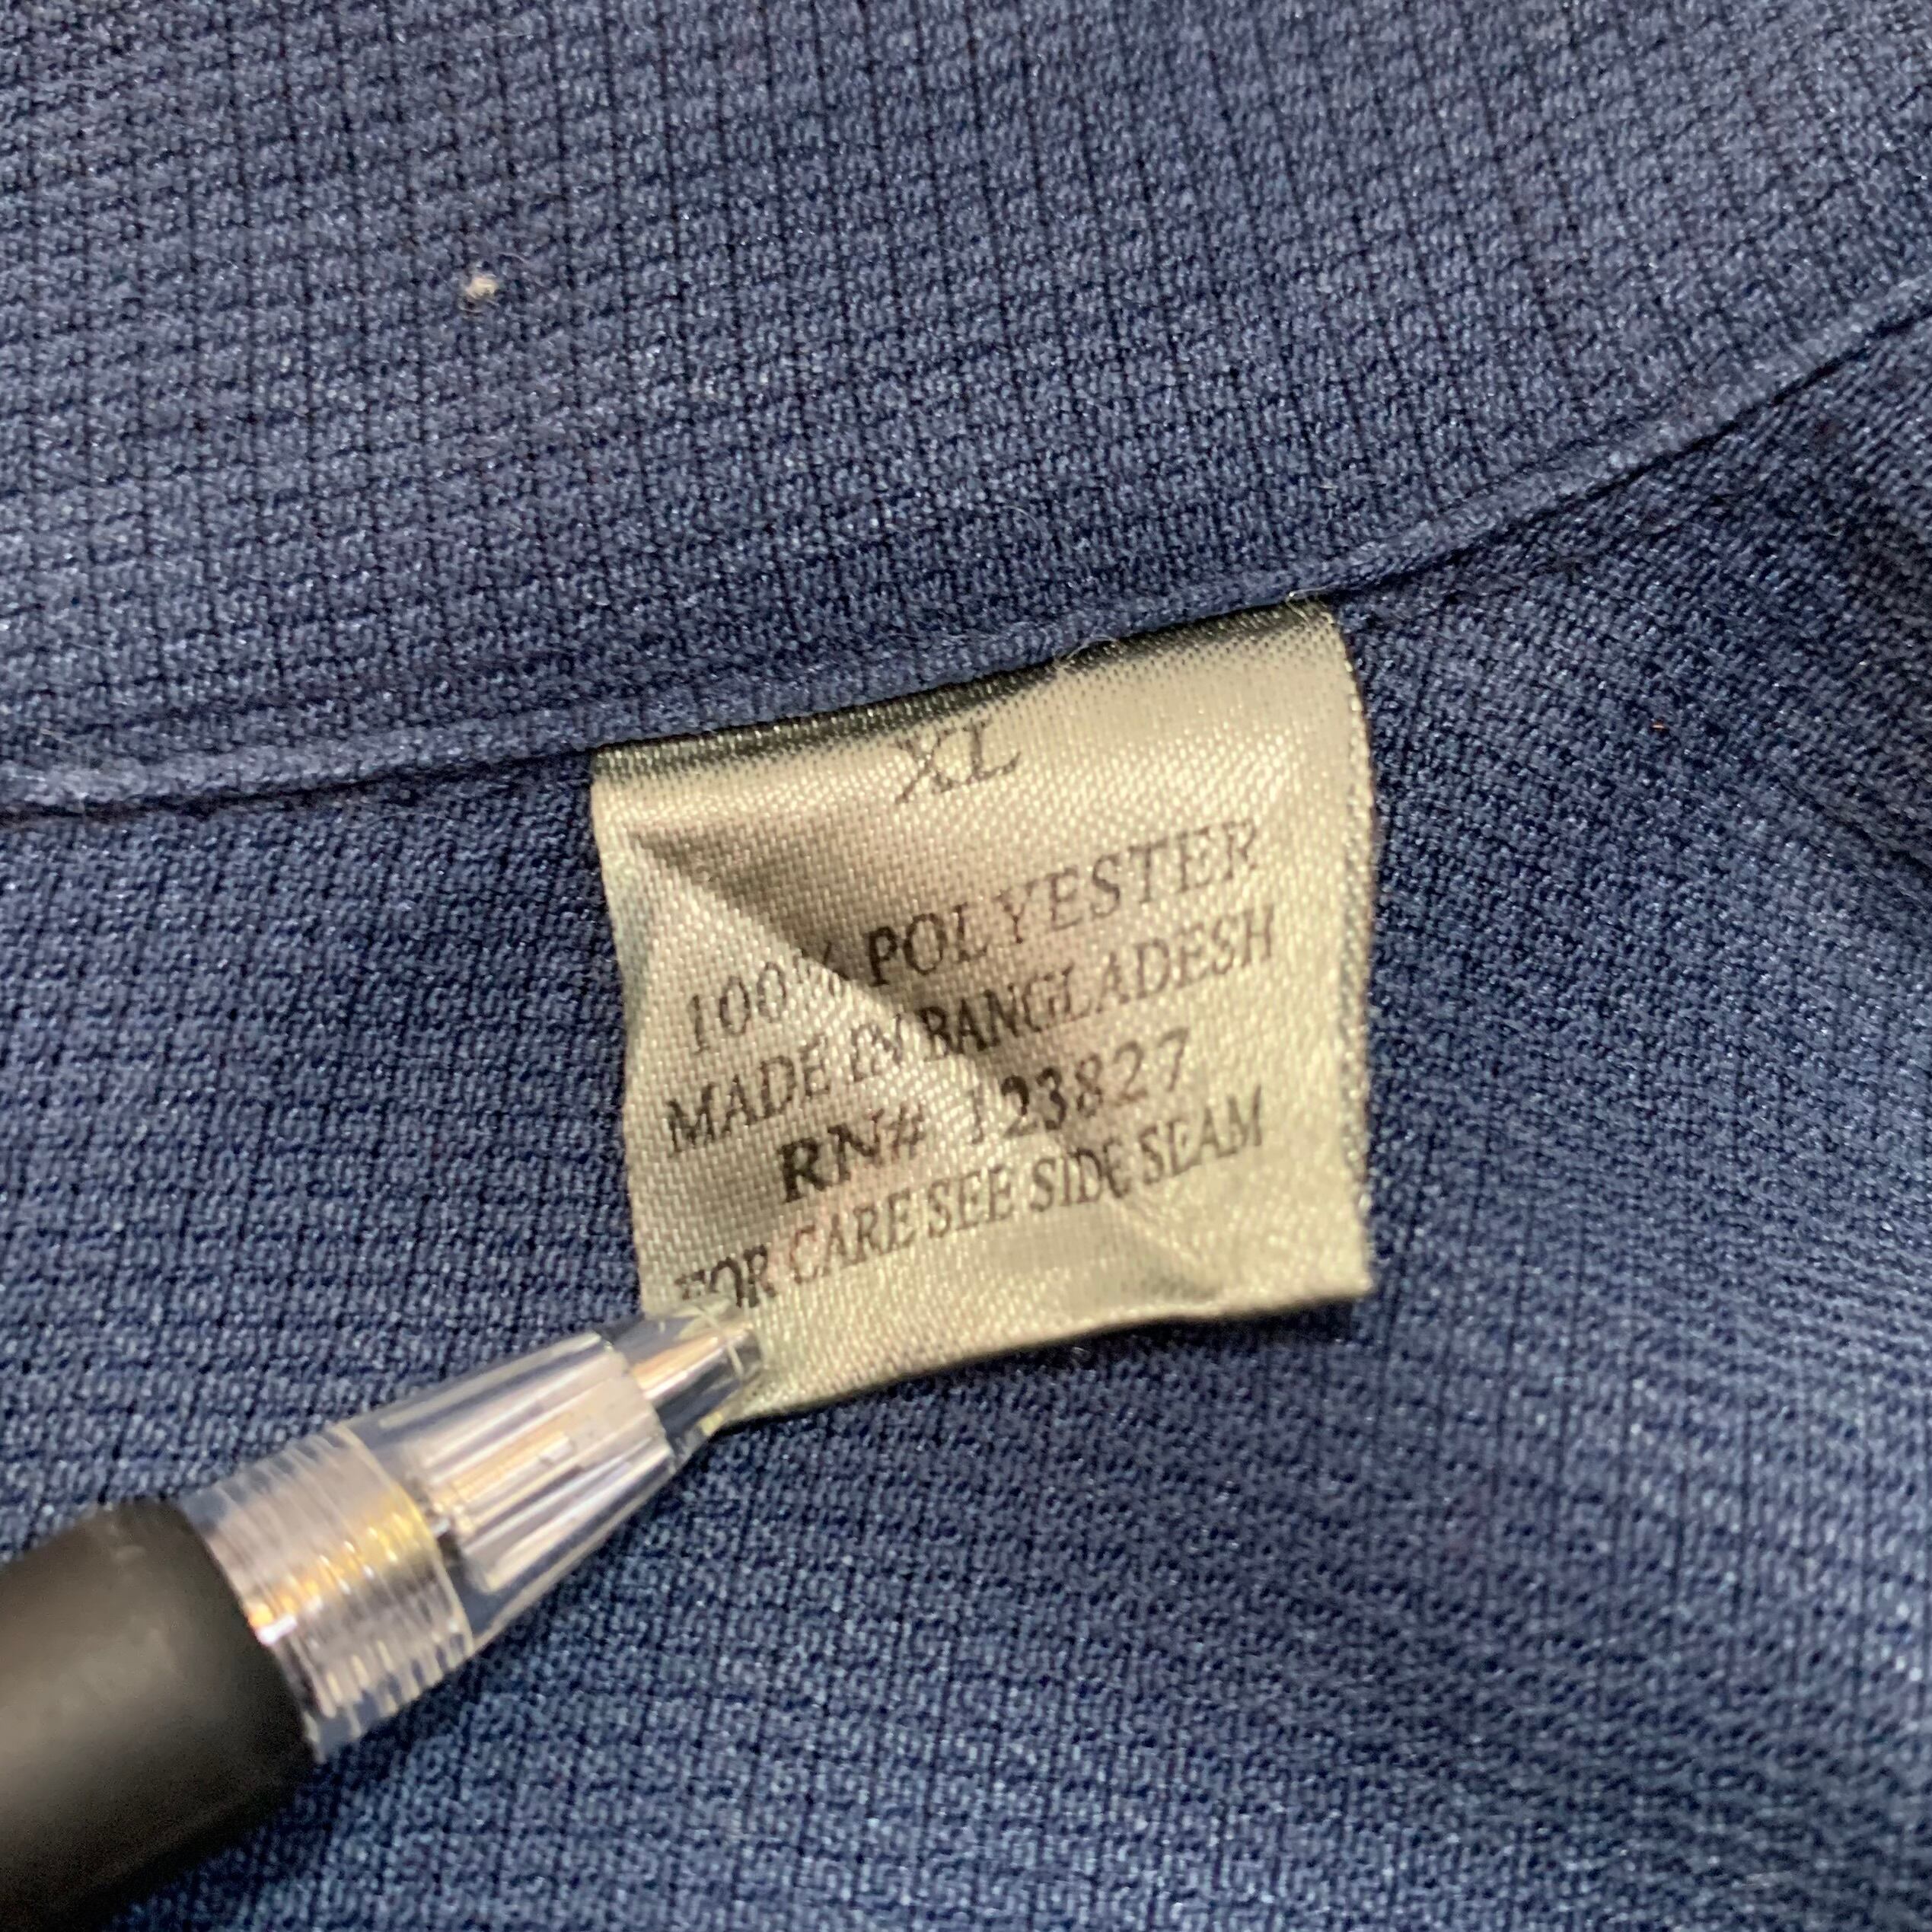 XL
100% POLYESTER
MADE IN BANGLADESH
RN# 123827
FOR CARE SEE SIDE SEAM